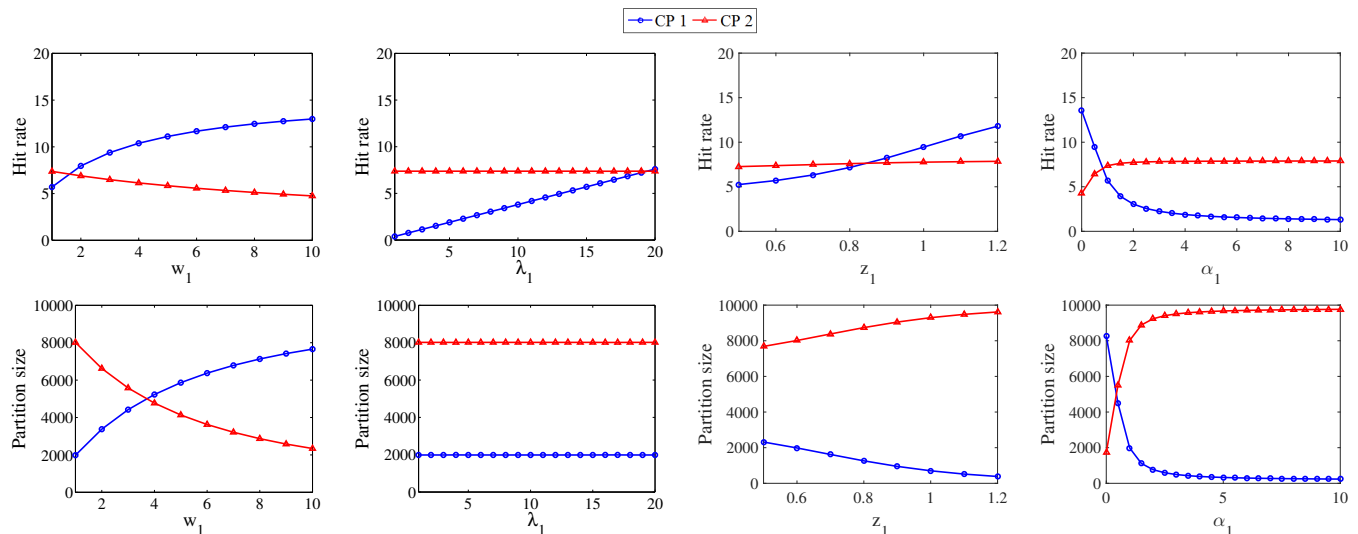 CP 1 CP 2
20 20 20 20
15 15 15 15
10 10 10 10
5 5 5 5
0 0 0 0
Hit rate Hit rate Hit rate Hit rate
2 4 6 8 10 5 10 15 20 0.6 0.8 1 1.2 0 2 4 6 8 10
w1 λ1 z1 α1
10000 10000 10000 10000
8000 8000 8000 8000
6000 6000 6000 6000
4000 4000 4000 4000
2000 2000 2000 2000
0 0 0 0
Partition size Partition size Partition size Partition size
2 4 6 8 10 5 10 15 20 0.6 0.8 1 1.2 0 5 10
w1 λ1 z1 α1